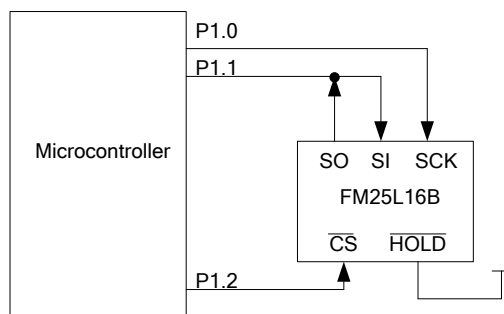 P1.0
P1.1
Microcontroller
SO SI SCK
FM25L16B
CS HOLD
P1.2